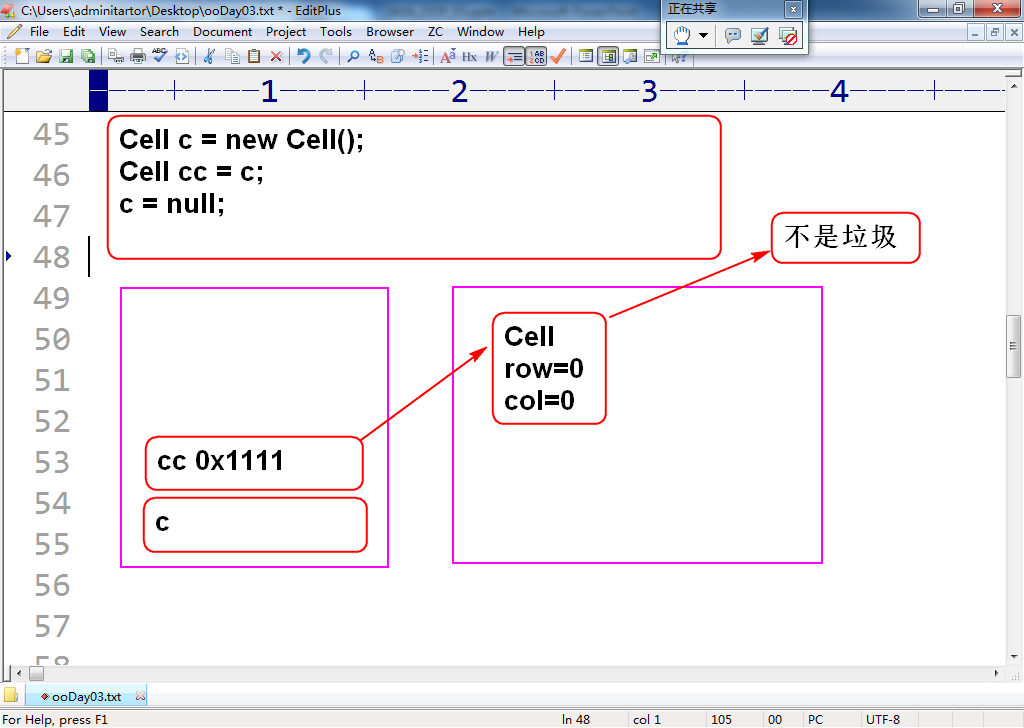 C:\Users\adminitartor\Desktop\ooDay03.txt * - EditPlus
正在共享
File Edit View Search Document Project Tools Browser ZC Window Help
1 2 3 4
45
46
47
48
49
50
51
52
53
54
55
56
57
58
Cell c = new Cell();
Cell cc = c;
c = null;
不是垃圾
Cell
row=0
col=0
cc 0x1111
c
ooDay03.txt
For Help, press F1 ln 48 col 1 105 00 PC UTF-8